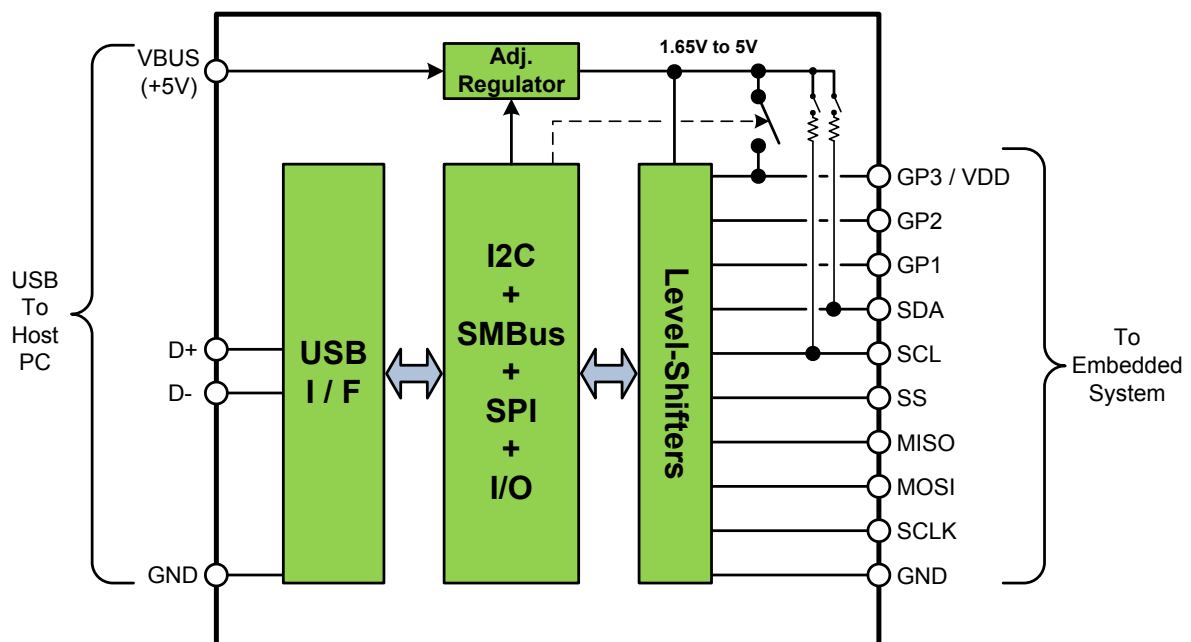 VBUS
(+5V)
Adj.
Regulator
1.65V to 5V
USB
To
Host
PC
D+
D-
GND
USB
I / F
I2C
+
SMBus
+
SPI
+
I/O
Level-Shifters
GP3 / VDD
GP2
GP1
SDA
SCL
SS
MISO
MOSI
SCLK
GND
To
Embedded
System